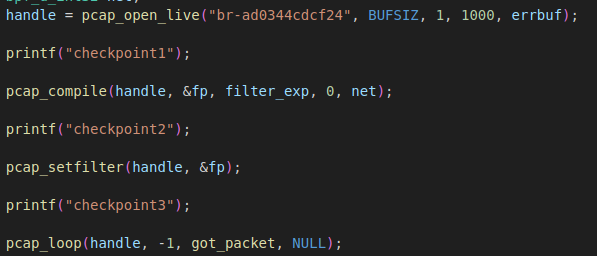 handle = pcap_open_live("br-ad0344cdcf24", BUFSIZ, 1, 1000, errbuf);
printf("checkpoint1");
pcap_compile(handle, &fp, filter_exp, 0, net);
printf("checkpoint2");
pcap_setfilter(handle, &fp);
printf("checkpoint3");
pcap_loop(handle, -1, got_packet, NULL);